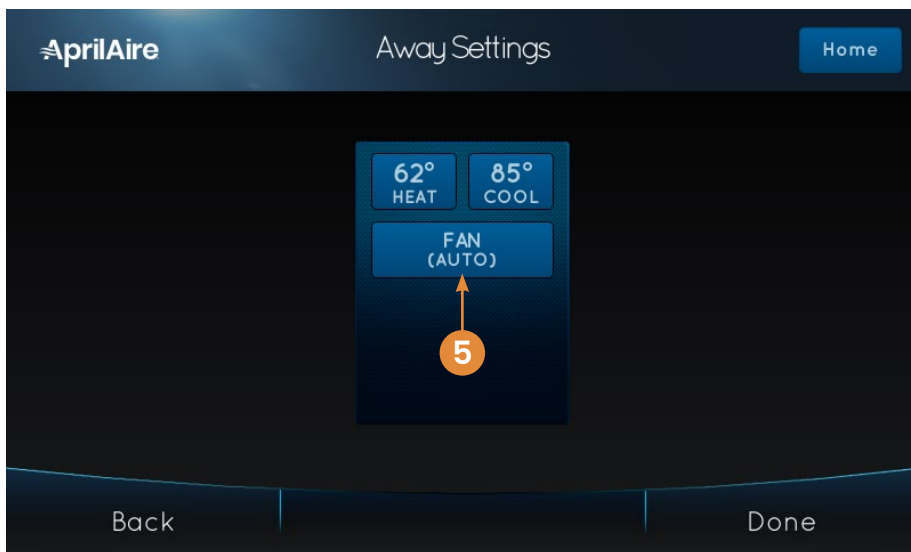 AprilAire
Away Settings
Home
62° 85°
HEAT COOL
FAN
(AUTO)
5
Back
Done